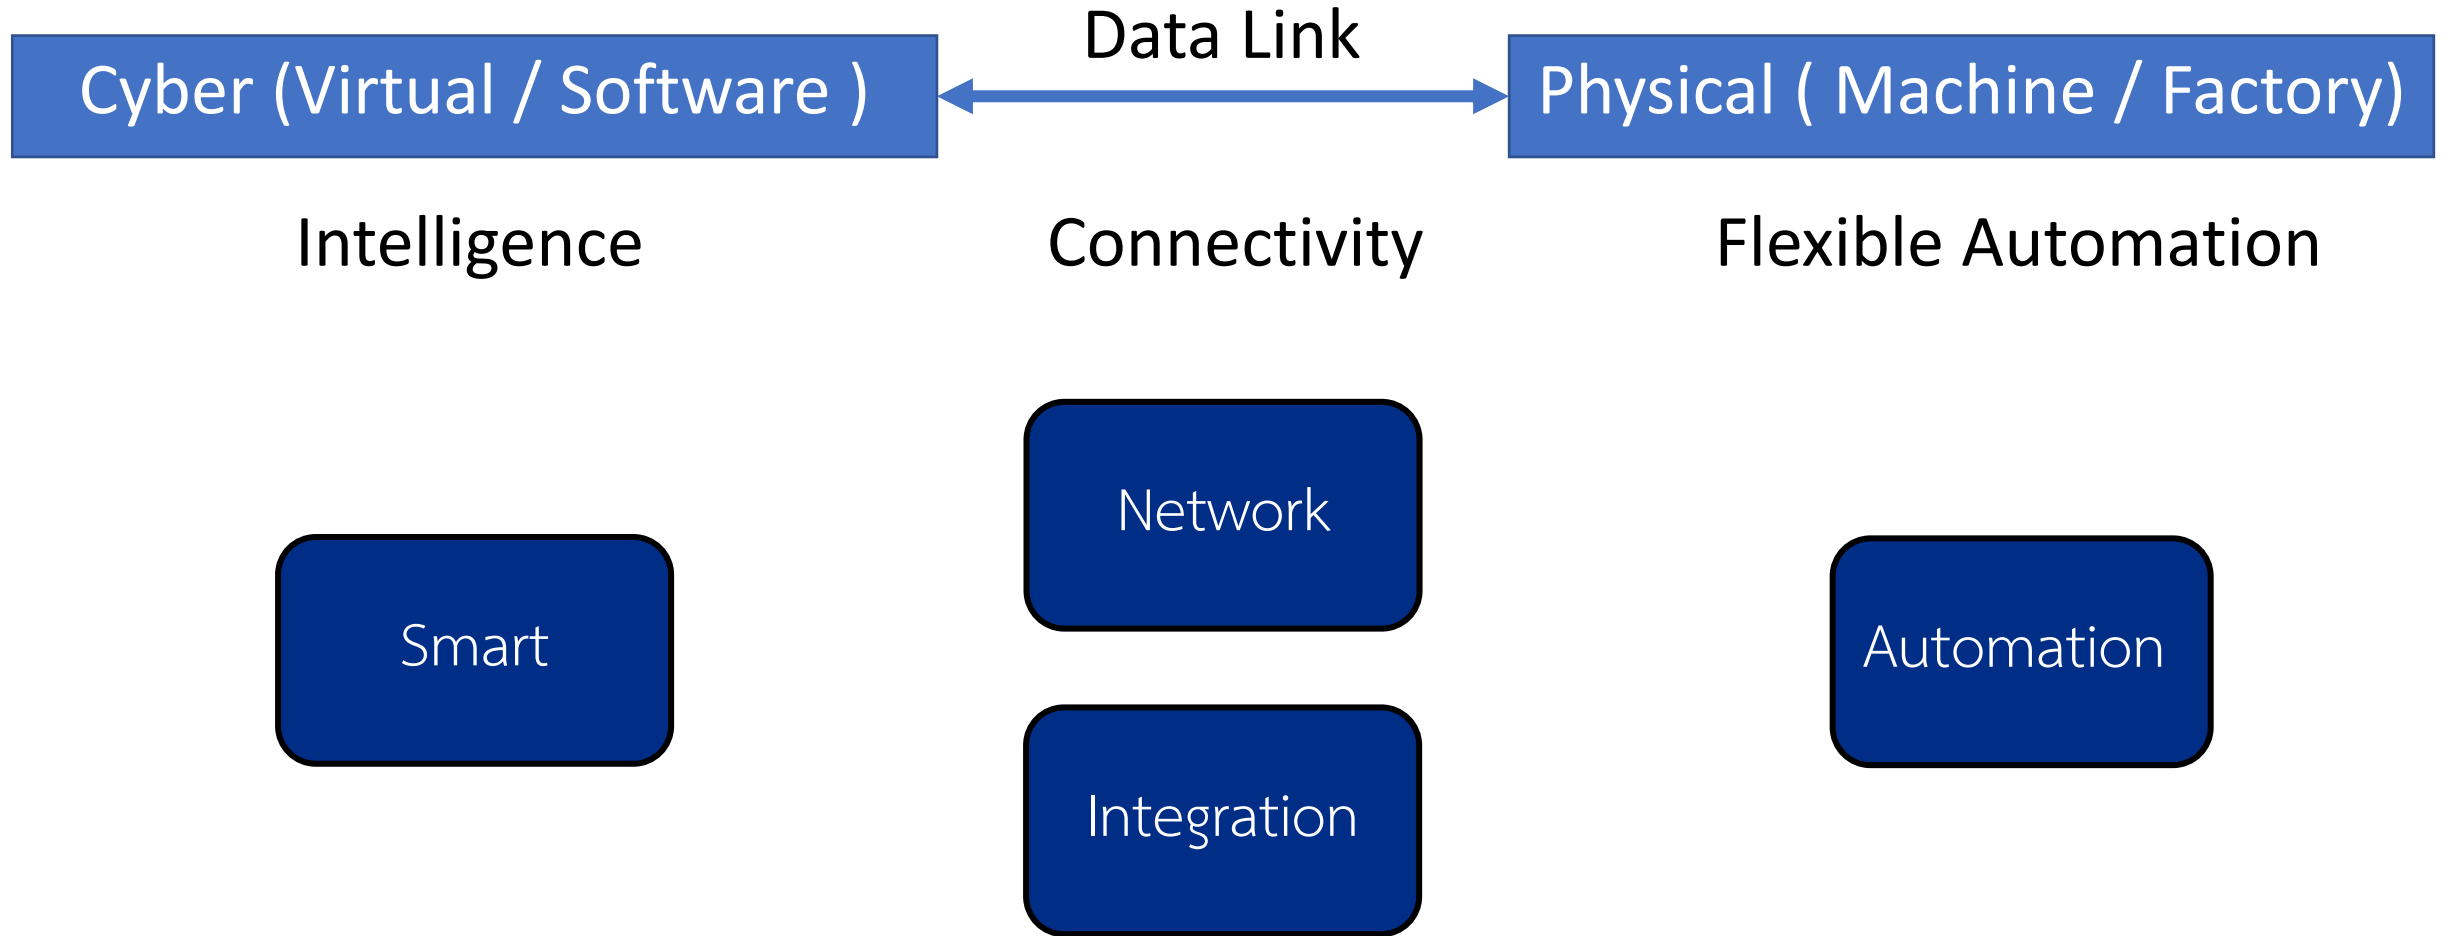 Data Link
Cyber (Virtual / Software )
Physical ( Machine / Factory)
Intelligence
Connectivity
Flexible Automation
Network
Smart
Automation
Integration